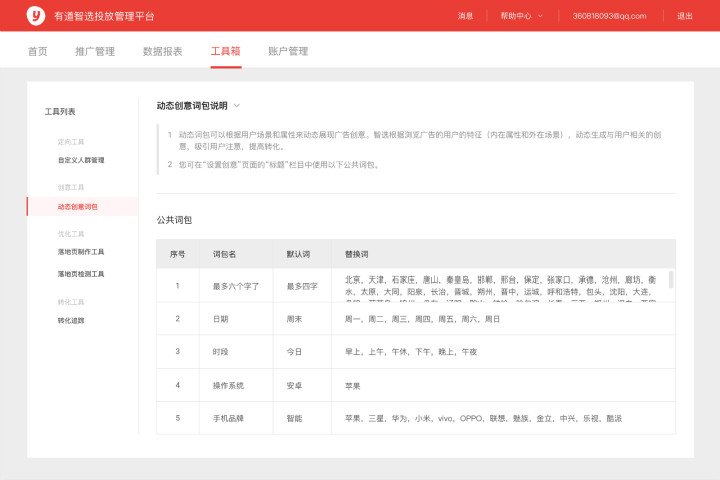 y 有道智选投放管理平台 消息 帮助中心 360818093@qq.com 退出
首页 推广管理 数据报表 工具箱 账户管理
工具列表
定向工具
自定义人群管理
创意工具
动态创意词包
优化工具
落地页制作工具
落地页检测工具
转化工具
转化追踪
动态创意词包说明
1 动态词可以根据用户场景和属性来动态展现广告创意。智选根据浏览广告的用户的特征（内在属性和外在场景），动态生成与用户相关的创
意，吸引用户注意，提高转化。
2 您可在“设置创意”页面的“标题”栏目中使用以下公共词包。
公共词包
序号 词包名 默认词 替换词
1 最多六个字了 最多四字 北京，天津，石家庄，唐山，秦皇岛，邯郸，邢台，保定，张家口，承德，沧州，廊坊，衡
水，太原，大同，阳泉，长治，晋城，朔州，晋中，运城，呼和浩特，包头，沈阳，大连，
2 日期 周末 周一，周二，周三，周四，周五，周六，周日
3 时段 今日 早上，上午，午休，下午，晚上，午夜
4 操作系统 安卓 苹果
5 手机品牌 智能 苹果，三星，华为，小米，vivo，OPPO，联想，魅族，金立，中兴，乐视，酷派